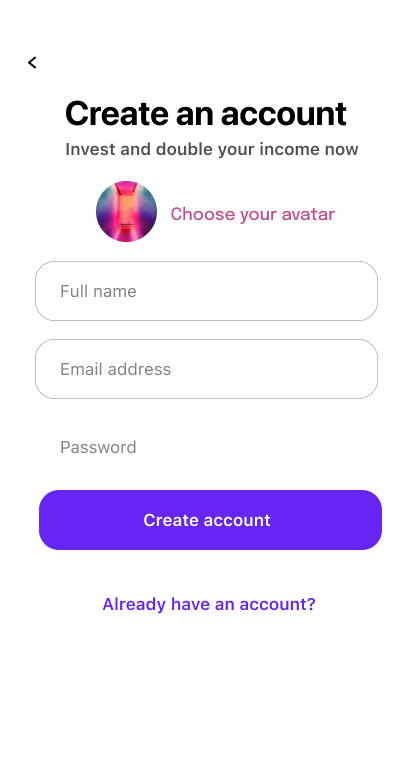 Create an account
Invest and double your income now
Choose your avatar
Full name
Email address
Password
Create account
Already have an account?